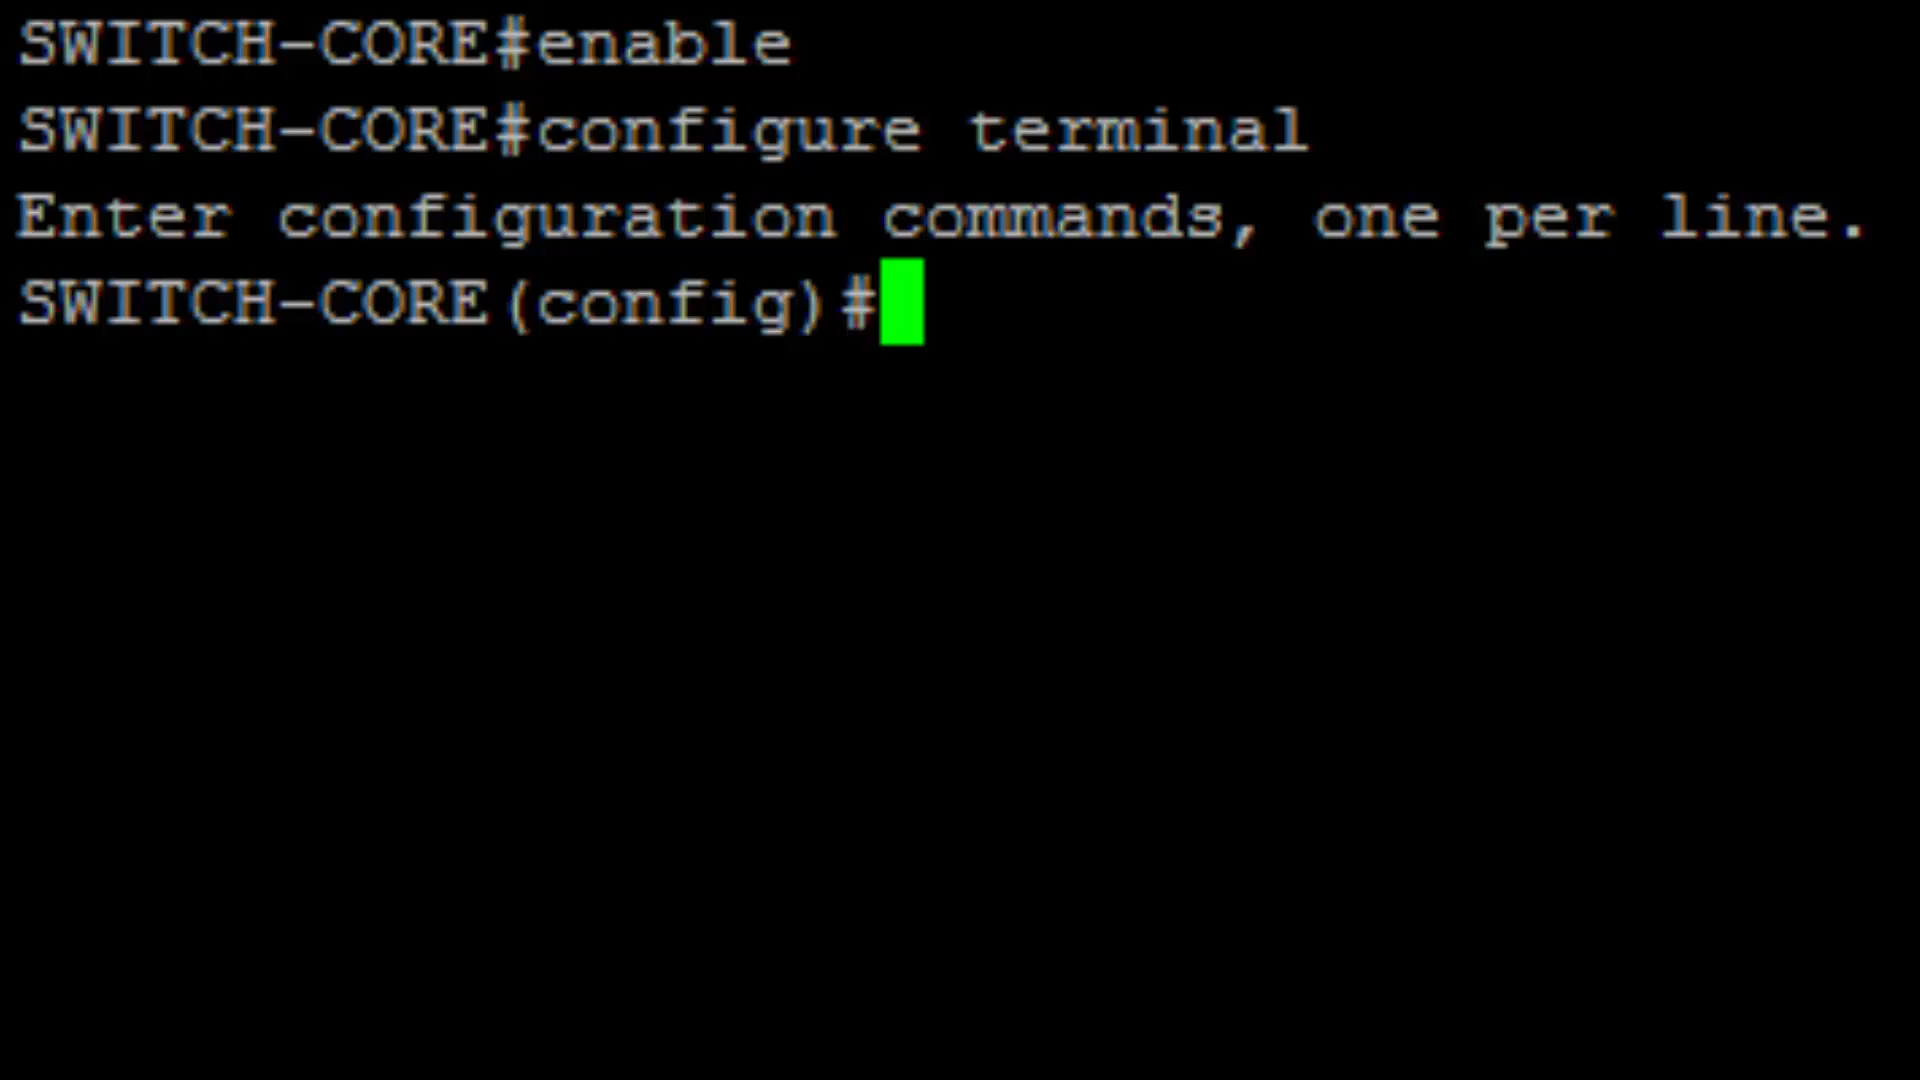 SWITCH-CORE#enable
SWITCH-CORE#configure terminal
Enter configuration commands, one per line.
SWITCH-CORE(config)#